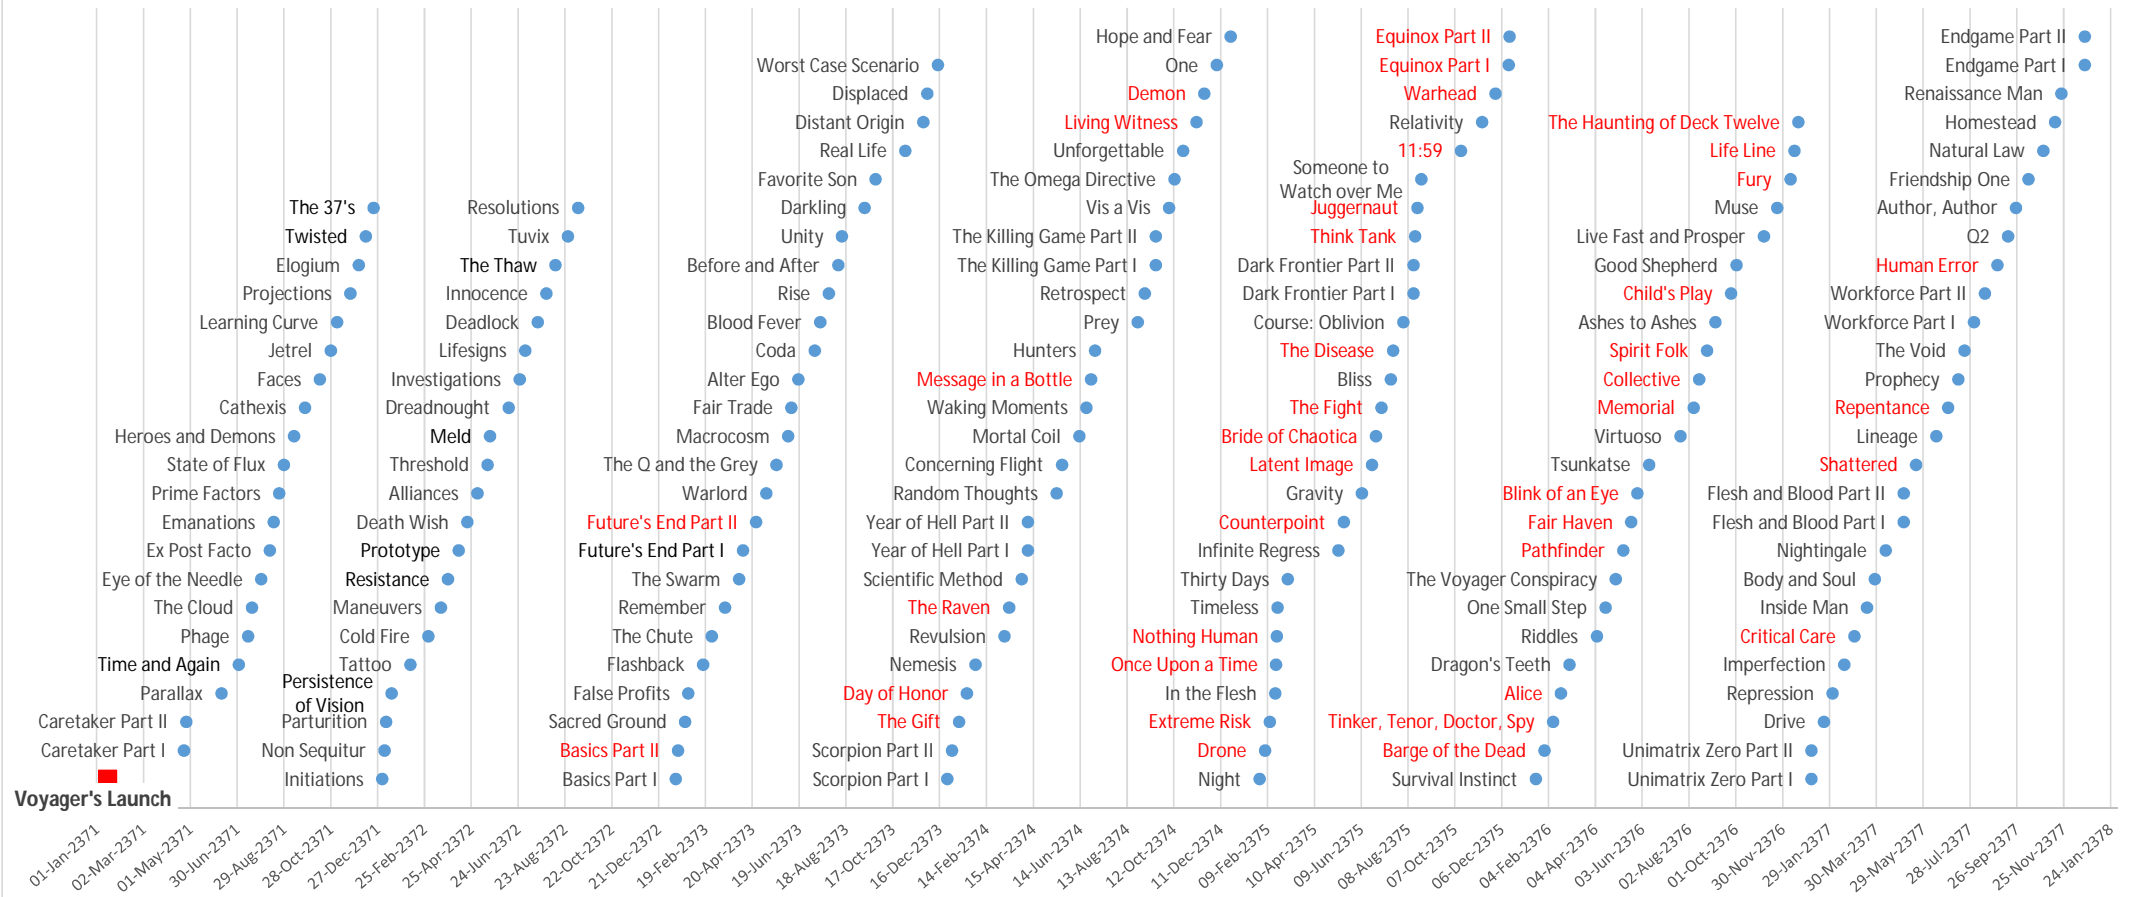 Hope and Fear
Equinox Part II
Endgame Part II
Worst Case Scenario
One
Equinox Part I
Endgame Part I
Displaced
Demon
Warhead
Renaissance Man
Distant Origin
Living Witness
Relativity
The Haunting of Deck Twelve
Homestead
Real Life
Unforgettable
11:59
Life Line
Natural Law
Favorite Son
The Omega Directive
Someone to
Watch over Me
Fury
Friendship One
The 37's
Resolutions
Darkling
Vis a Vis
Juggernaut
Muse
Author, Author
Twisted
Tuvix
Unity
The Killing Game Part II
Think Tank
Live Fast and Prosper
Q2
Elogium
The Thaw
Before and After
The Killing Game Part I
Dark Frontier Part II
Good Shepherd
Human Error
Projections
Innocence
Rise
Retrospect
Dark Frontier Part I
Child's Play
Workforce Part II
Learning Curve
Deadlock
Blood Fever
Prey
Course: Oblivion
Ashes to Ashes
Workforce Part I
Jetrel
Lifesigns
Coda
Hunters
The Disease
Spirit Folk
The Void
Faces
Investigations
Alter Ego
Message in a Bottle
Bliss
Collective
Prophecy
Cathexis
Dreadnought
Fair Trade
Waking Moments
The Fight
Memorial
Repentance
Heroes and Demons
Meld
Macrocosm
Mortal Coil
Bride of Chaotica
Virtuoso
Lineage
State of Flux
Threshold
The Q and the Grey
Concerning Flight
Latent Image
Tsunkatse
Shattered
Prime Factors
Alliances
Warlord
Random Thoughts
Gravity
Blink of an Eye
Flesh and Blood Part II
Emanations
Death Wish
Future's End Part II
Year of Hell Part II
Counterpoint
Fair Haven
Flesh and Blood Part I
Ex Post Facto
Prototype
Future's End Part I
Year of Hell Part I
Infinite Regress
Pathfinder
Nightingale
Eye of the Needle
Resistance
The Swarm
Scientific Method
Thirty Days
The Voyager Conspiracy
Body and Soul
The Cloud
Maneuvers
Remember
The Raven
Timeless
One Small Step
Inside Man
Phage
Cold Fire
The Chute
Revulsion
Nothing Human
Riddles
Critical Care
Time and Again
Tattoo
Flashback
Nemesis
Once Upon a Time
Dragon's Teeth
Imperfection
Parallax
Persistence
of Vision
False Profits
Day of Honor
In the Flesh
Alice
Repression
Caretaker Part II
Parturition
Sacred Ground
The Gift
Extreme Risk
Tinker, Tenor, Doctor, Spy
Drive
Caretaker Part I
Non Sequitur
Basics Part II
Scorpion Part II
Drone
Barge of the Dead
Unimatrix Zero Part II
Initiations
Basics Part I
Scorpion Part I
Night
Survival Instinct
Unimatrix Zero Part I
Voyager's Launch
01-Jan-2371
02-Mar-2371
01-May-2371
30-Jun-2371
29-Aug-2371
28-Oct-2371
27-Dec-2371
25-Feb-2372
25-Apr-2372
24-Jun-2372
23-Aug-2372
22-Oct-2372
21-Dec-2372
19-Feb-2373
20-Apr-2373
19-Jun-2373
18-Aug-2373
17-Oct-2373
16-Dec-2373
14-Feb-2374
15-Apr-2374
14-Jun-2374
13-Aug-2374
12-Oct-2374
11-Dec-2374
09-Feb-2375
10-Apr-2375
09-Jun-2375
08-Aug-2375
07-Oct-2375
06-Dec-2375
04-Feb-2376
04-Apr-2376
03-Jun-2376
02-Aug-2376
01-Oct-2376
30-Nov-2376
29-Jan-2377
30-Mar-2377
29-May-2377
28-Jul-2377
26-Sep-2377
25-Nov-2377
24-Jan-2378